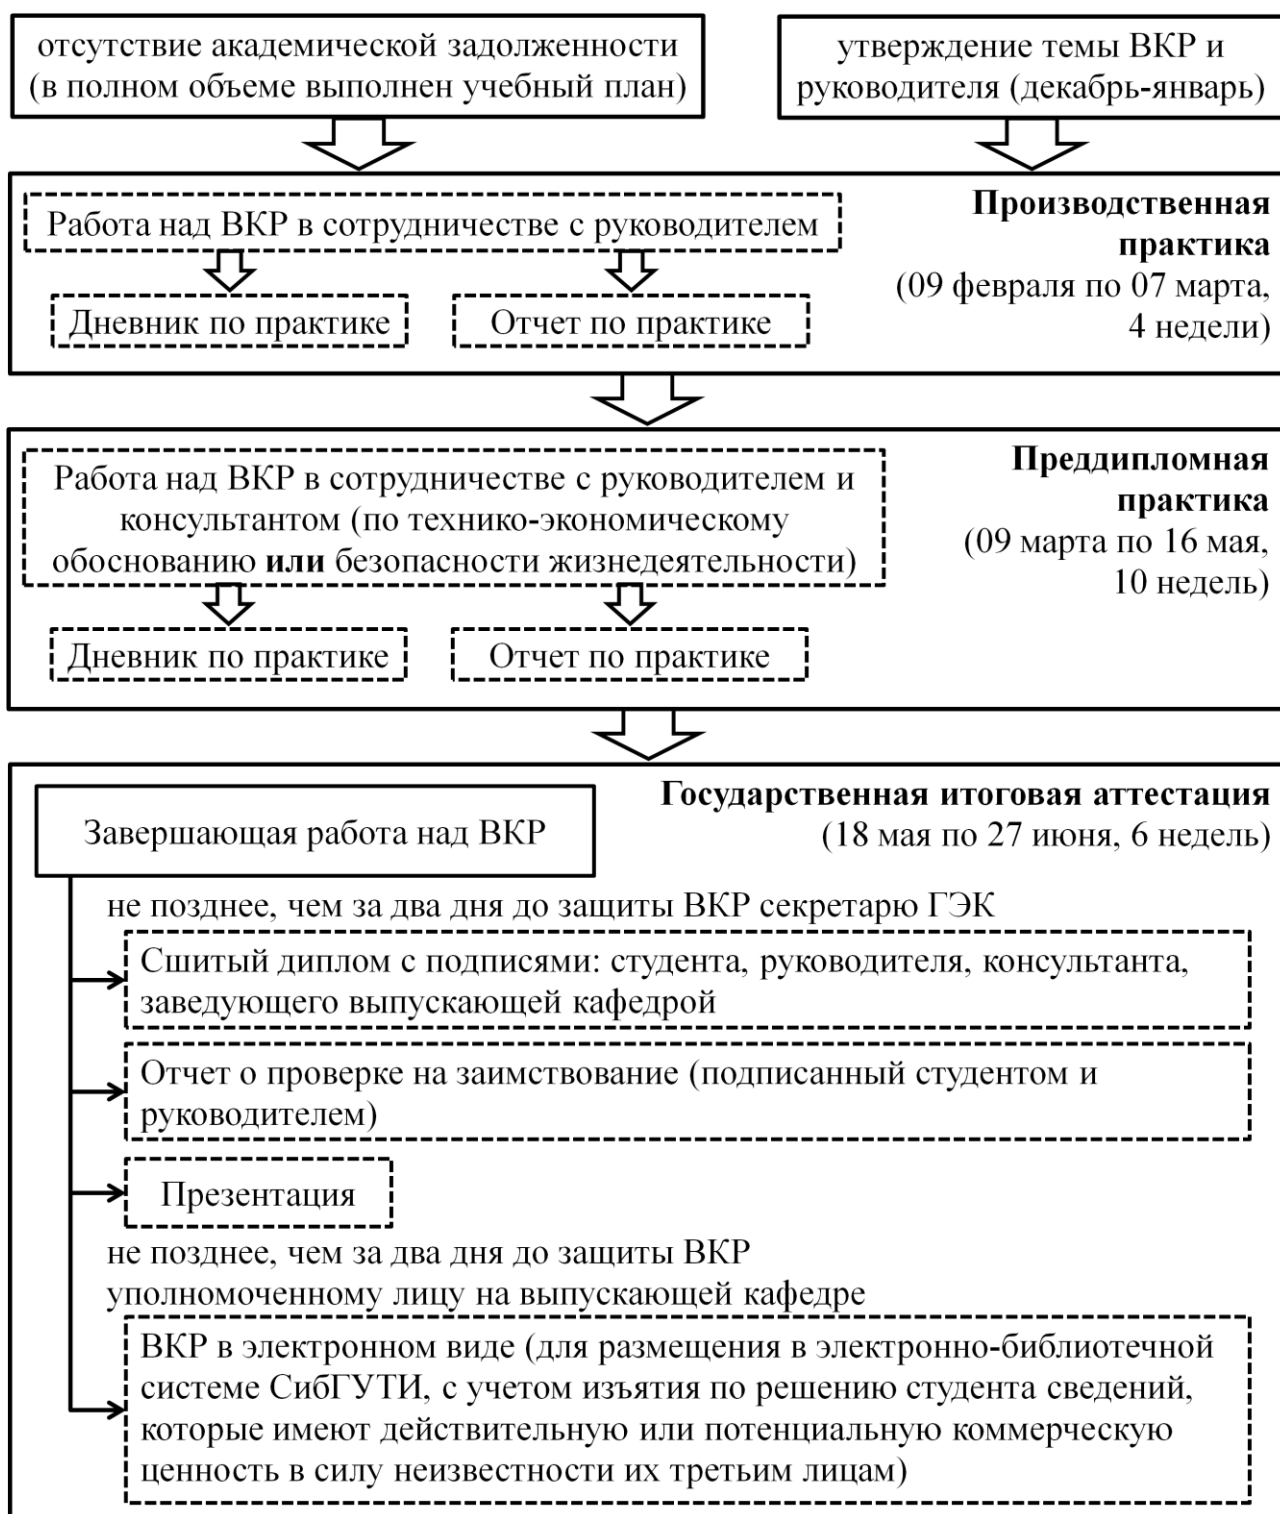 отсутствие академической задолженности
(в полном объеме выполнен учебный план)
утверждение темы ВКР и
руководителя (декабрь-январь)
Производственная
практика
(09 февраля по 07 марта,
4 недели)
Работа над ВКР в сотрудничестве с руководителем
Дневник по практике
Отчет по практике
Преддипломная
практика
(09 марта по 16 мая,
10 недель)
Работа над ВКР в сотрудничестве с руководителем и
консультантом (по технико-экономическому
обоснованию или безопасности жизнедеятельности)
Дневник по практике
Отчет по практике
Государственная итоговая аттестация
(18 мая по 27 июня, 6 недель)
Завершающая работа над ВКР
не позднее, чем за два дня до защиты ВКР секретарю ГЭК
Сшитый диплом с подписями: студента, руководителя, консультанта,
заведующего выпускающей кафедрой
Отчет о проверке на заимствование (подписанный студентом и
руководителем)
Презентация
не позднее, чем за два дня до защиты ВКР
уполномоченному лицу на выпускающей кафедре
ВКР в электронном виде (для размещения в электронно-библиотечной
системе СибГУТИ, с учетом изъятия по решению студента сведений,
которые имеют действительную или потенциальную коммерческую
ценность в силу неизвестности их третьим лицам)